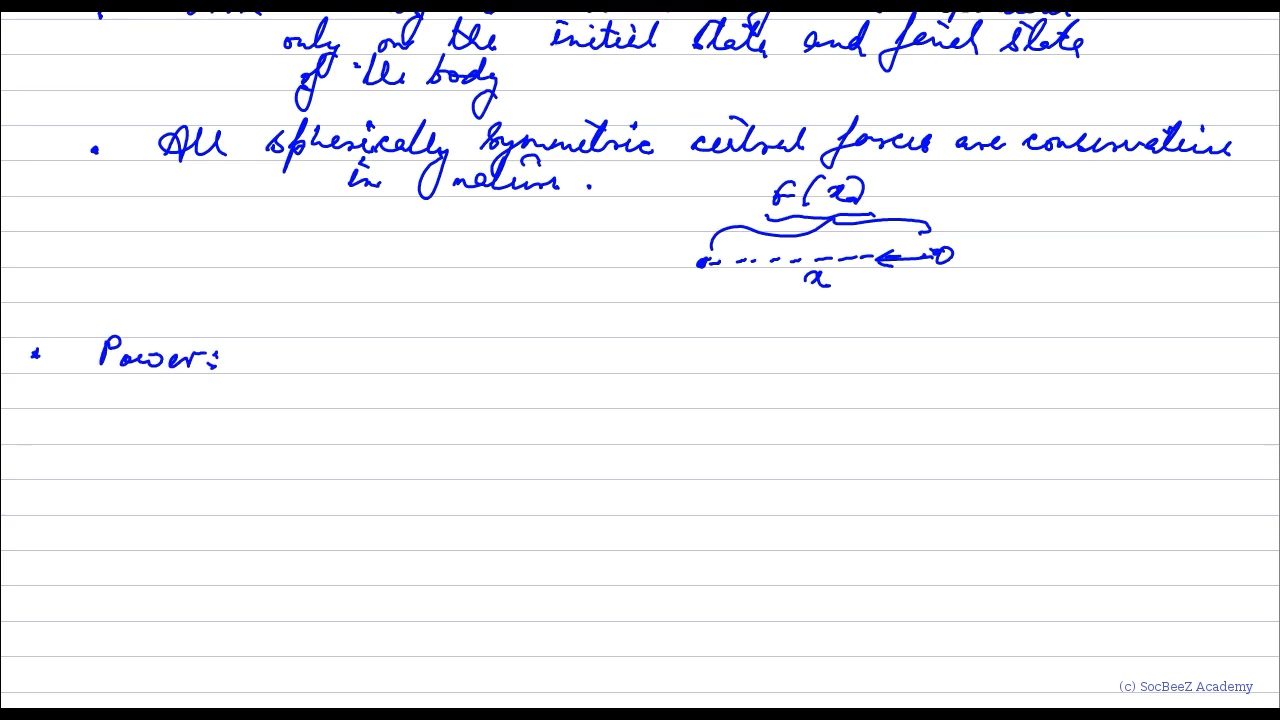 only on the initial state and final state
of the body
. All spherically symmetric central forces are conservative
in nature.
F(x)
x
* Power:
(c) SocBeeZ Academy